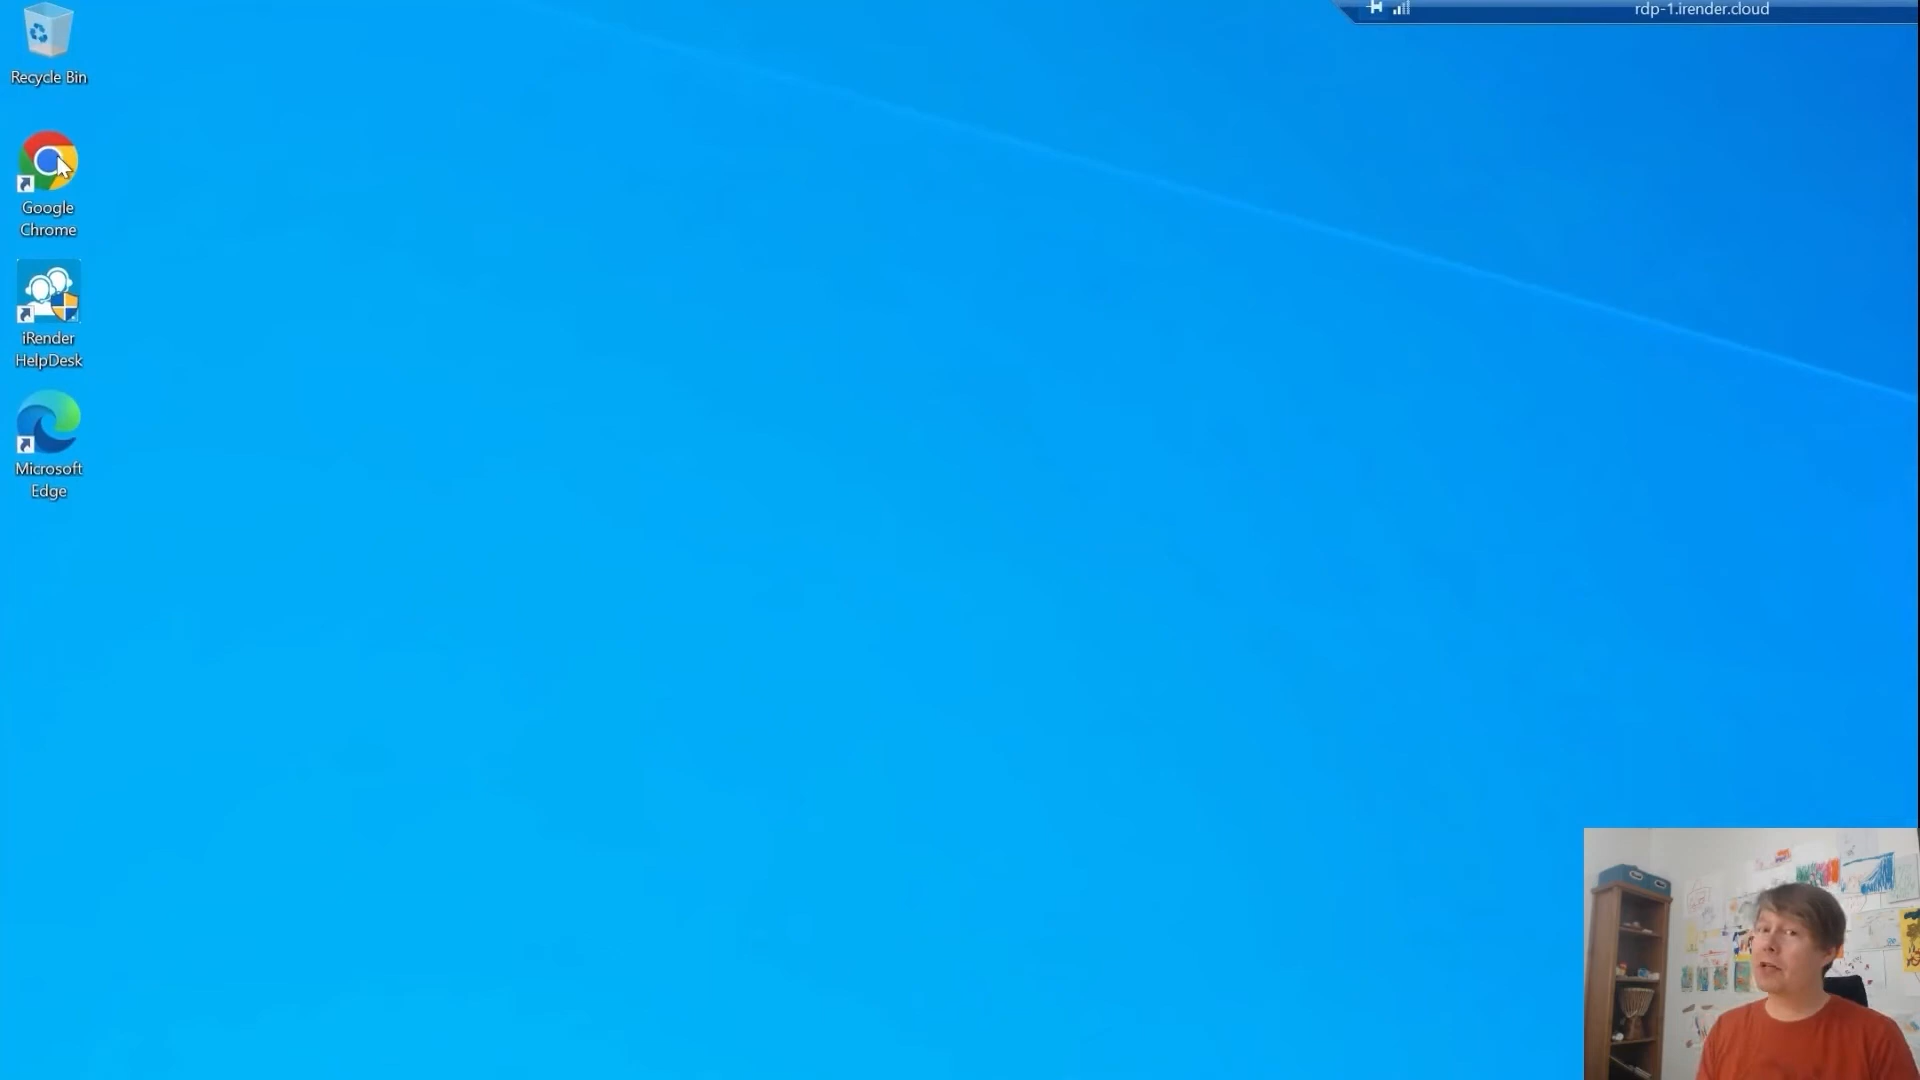 rdp-1.irender.cloud
Recycle Bin
Google
Chrome
iRender
HelpDesk
Microsoft
Edge